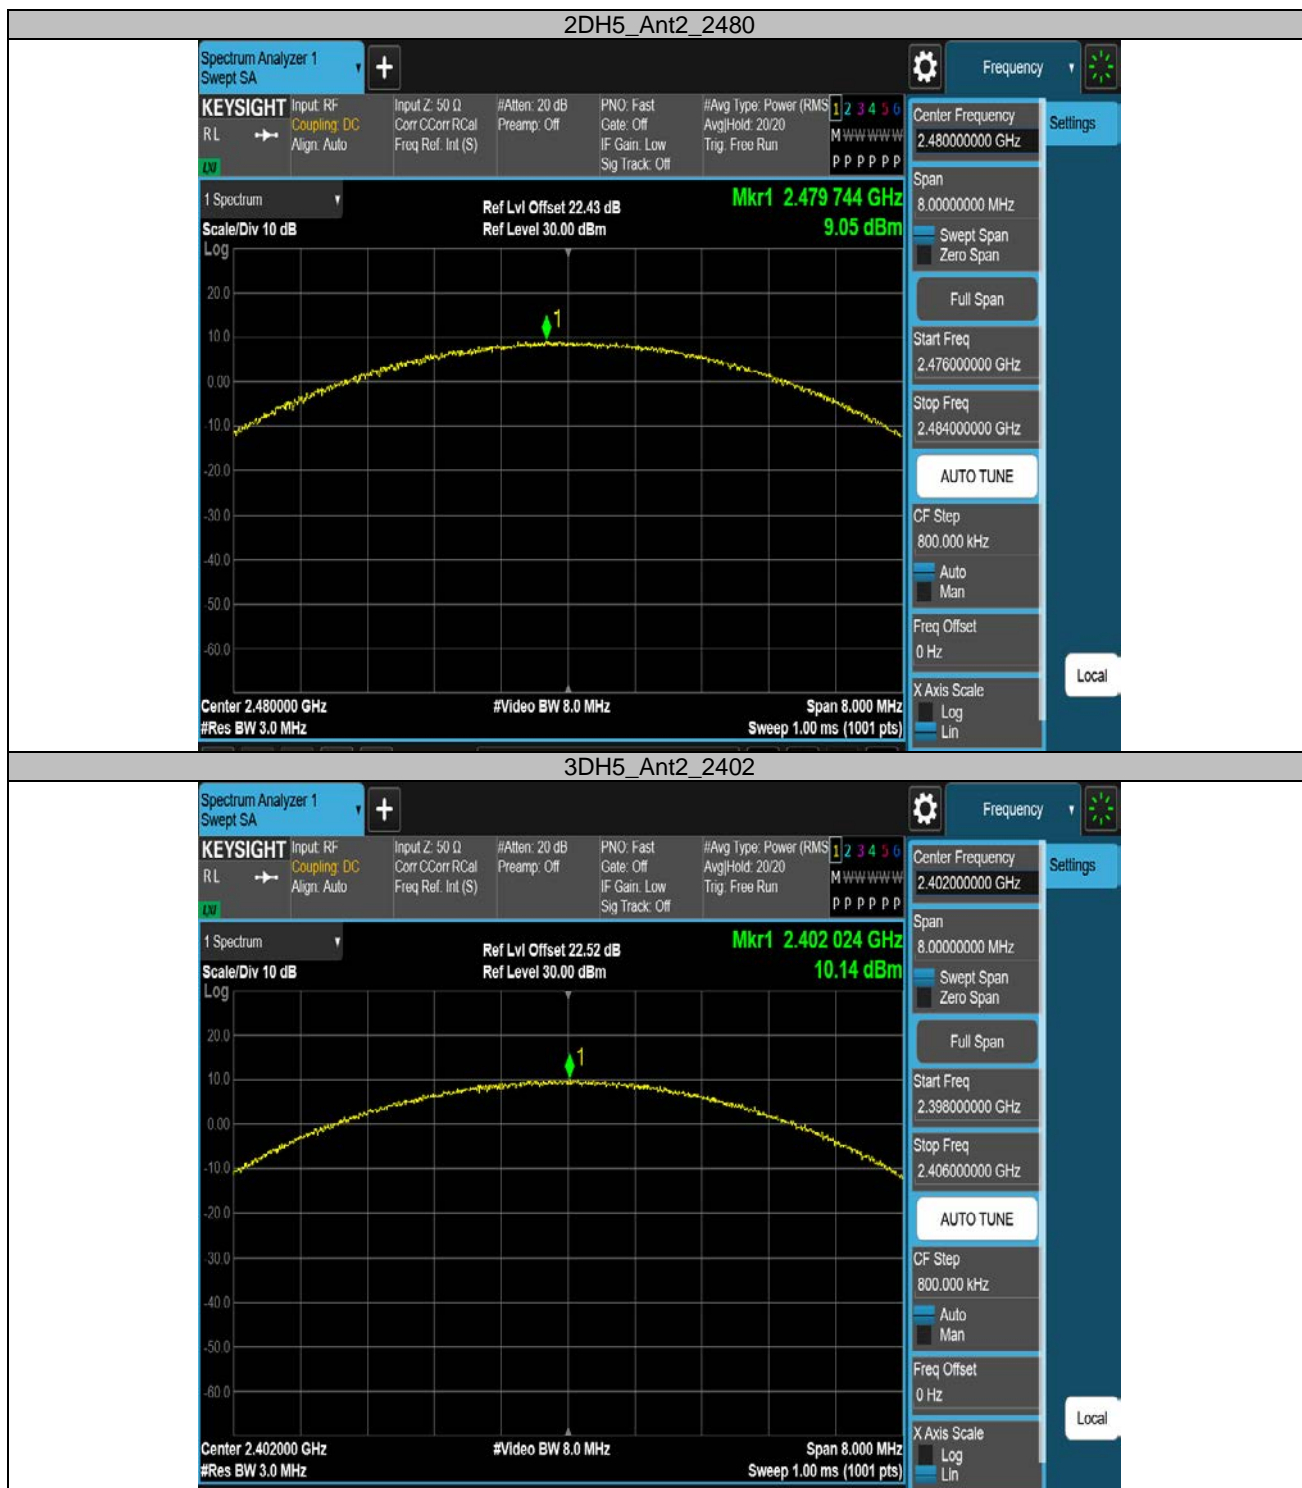 2DH5_Ant2_2480
Spectrum Analyzer 1
Swept SA
+
Frequency
KEYSIGHT
RL
LXI
Input: RF
Coupling: DC
Align: Auto
Input Z: 50 Ω
Corr CCorr RCal
Freq Ref: Int (S)
#Atten: 20 dB
Preamp: Off
PNO: Fast
Gate: Off
IF Gain: Low
Sig Track: Off
#Avg Type: Power (RMS
Avg|Hold: 20/20
Trig: Free Run
1 2 3 4 5 6
M W W W W W
P P P P P P
1 Spectrum
Scale/Div 10 dB
Ref Lvl Offset 22.43 dB
Ref Level 30.00 dBm
Mkr1 2.479 744 GHz
9.05 dBm
Log
20.0
10.0
0.00
-10.0
-20.0
-30.0
-40.0
-50.0
-60.0
1
Center 2.480000 GHz
#Res BW 3.0 MHz
#Video BW 8.0 MHz
Span 8.000 MHz
Sweep 1.00 ms (1001 pts)
Center Frequency
2.480000000 GHz
Span
8.00000000 MHz
Swept Span
Zero Span
Full Span
Start Freq
2.476000000 GHz
Stop Freq
2.484000000 GHz
AUTO TUNE
CF Step
800.000 kHz
Auto
Man
Freq Offset
0 Hz
X Axis Scale
Log
Lin
Settings
Local
3DH5_Ant2_2402
Spectrum Analyzer 1
Swept SA
+
Frequency
KEYSIGHT
RL
LXI
Input: RF
Coupling: DC
Align: Auto
Input Z: 50 Ω
Corr CCorr RCal
Freq Ref: Int (S)
#Atten: 20 dB
Preamp: Off
PNO: Fast
Gate: Off
IF Gain: Low
Sig Track: Off
#Avg Type: Power (RMS
Avg|Hold: 20/20
Trig: Free Run
1 2 3 4 5 6
M W W W W W
P P P P P P
1 Spectrum
Scale/Div 10 dB
Ref Lvl Offset 22.52 dB
Ref Level 30.00 dBm
Mkr1 2.402 024 GHz
10.14 dBm
Log
20.0
10.0
0.00
-10.0
-20.0
-30.0
-40.0
-50.0
-60.0
1
Center 2.402000 GHz
#Res BW 3.0 MHz
#Video BW 8.0 MHz
Span 8.000 MHz
Sweep 1.00 ms (1001 pts)
Center Frequency
2.402000000 GHz
Span
8.00000000 MHz
Swept Span
Zero Span
Full Span
Start Freq
2.398000000 GHz
Stop Freq
2.406000000 GHz
AUTO TUNE
CF Step
800.000 kHz
Auto
Man
Freq Offset
0 Hz
X Axis Scale
Log
Lin
Settings
Local